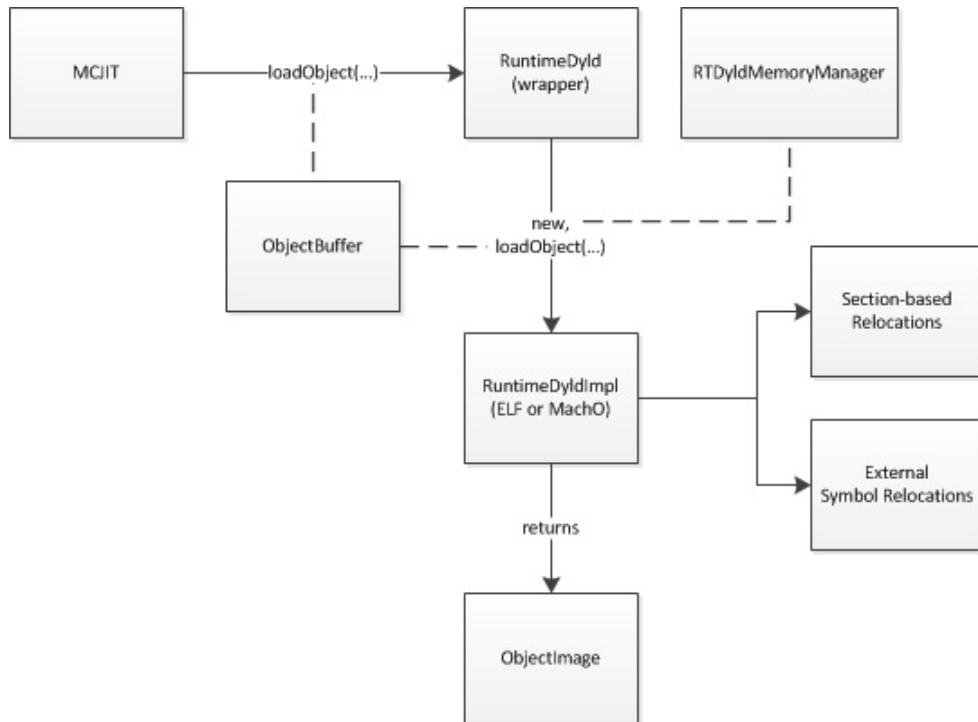 MCJIT
loadObject(...)
RuntimeDyld
(wrapper)
RTDyldMemoryManager
ObjectBuffer
new,
loadObject(...)
Section-based
Relocations
RuntimeDyldImpl
(ELF or MachO)
External
Symbol Relocations
returns
ObjectImage